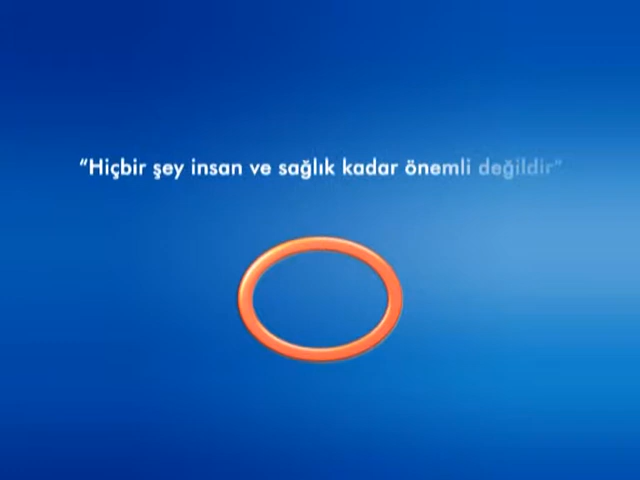 “Hiçbir şey insan ve sağlık kadar önemli değildir”